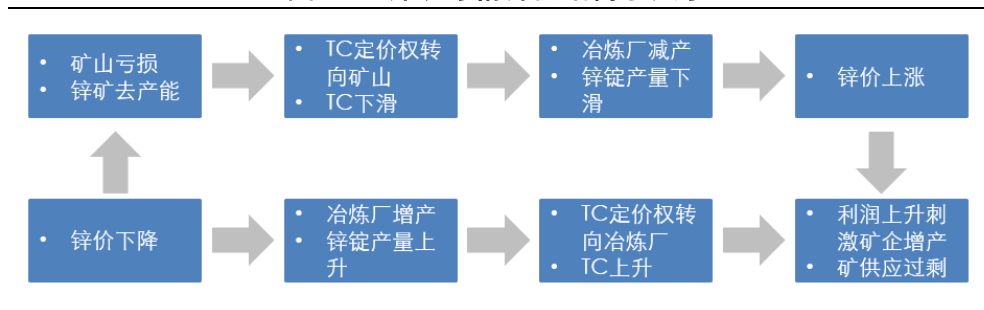 • 矿山亏损
• 锌矿去产能
• TC定价权转
向矿山
• TC下滑
• 冶炼厂减产
• 锌锭产量下
滑
• 锌价上涨
• 锌价下降
• 冶炼厂增产
• 锌锭产量上
升
• TC定价权转
向冶炼厂
• TC上升
• 利润上升刺
激矿企增产
• 矿供应过剩